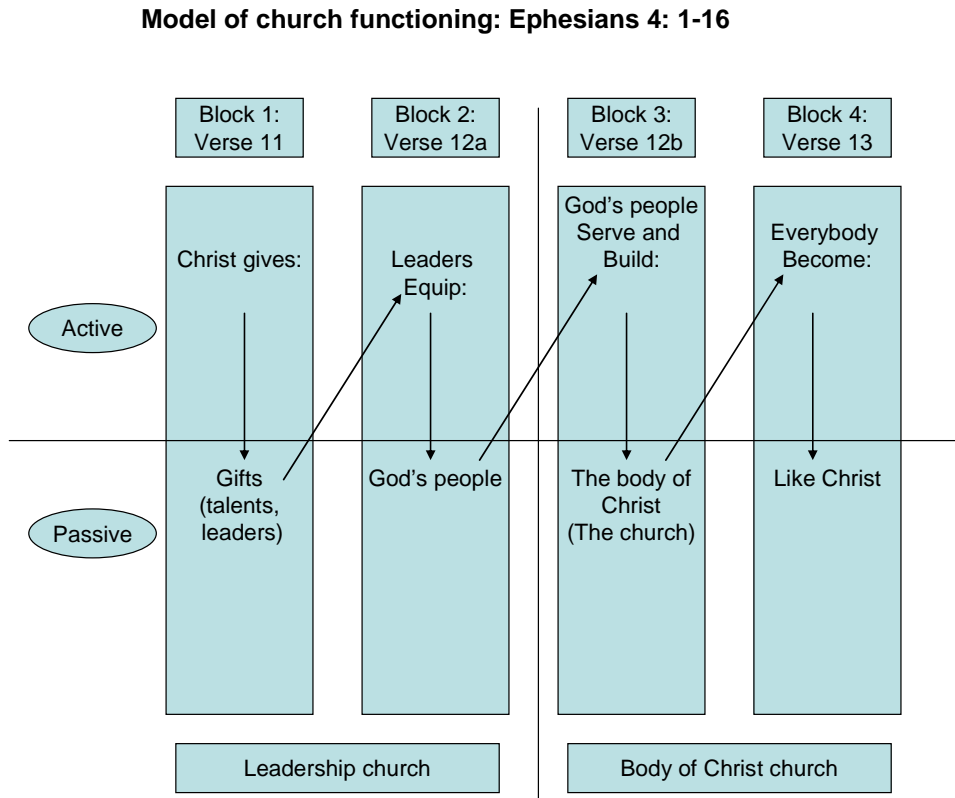 Model of church functioning: Ephesians 4: 1-16
Block 1:
Verse 11
Block 2:
Verse 12a
Block 3:
Verse 12b
Block 4:
Verse 13
Active
Christ gives:
Leaders
Equip:
God’s people
Serve and
Build:
Everybody
Become:
Passive
Gifts
(talents,
leaders)
God’s people
The body of
Christ
(The church)
Like Christ
Leadership church
Body of Christ church